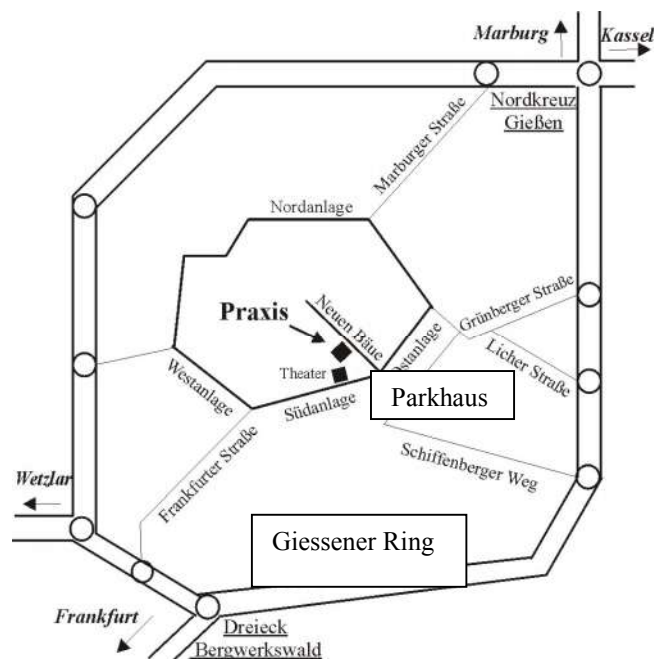 Marburg
Kassel
Nordkreuz
Gießen
Marburger Straße
Nordanlage
Grünberger Straße
Praxis
Neuen Bäue
Licher Straße
Theater
Ostanlage
Westanlage
Südanlage
Parkhaus
Schiffenberger Weg
Frankfurter Straße
Wetzlar
Giessener Ring
Frankfurt
Dreieck
Bergwerkswald